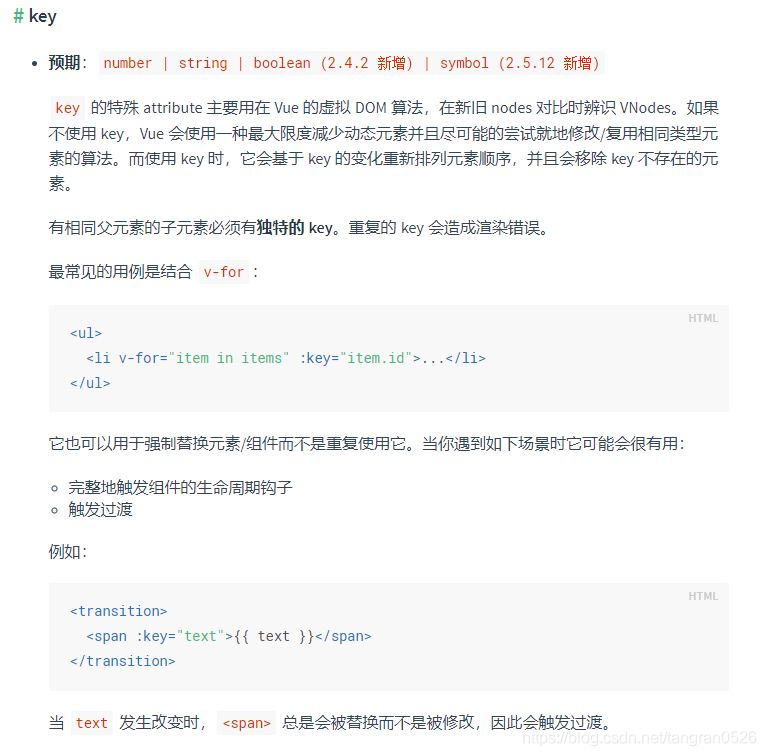 # key
预期： number | string | boolean (2.4.2 新增) | symbol (2.5.12 新增)
key 的特殊 attribute 主要用在 Vue 的虚拟 DOM 算法，在新旧 nodes 对比时辨识 VNodes。如果
不使用 key，Vue 会使用一种最大限度减少动态元素并且尽可能的尝试就地修改/复用相同类型元
素的算法。而使用 key 时，它会基于 key 的变化重新排列元素顺序，并且会移除 key 不存在的元
素。
有相同父元素的子元素必须有独特的 key。重复的 key 会造成渲染错误。
最常见的用例是结合 v-for ：
HTML
<ul>
  <li v-for="item in items" :key="item.id">...</li>
</ul>
它也可以用于强制替换元素/组件而不是重复使用它。当你遇到如下场景时它可能会很有用：
完整地触发组件的生命周期钩子
触发过渡
例如：
HTML
<transition>
  <span :key="text">{{ text }}</span>
</transition>
当 text 发生改变时，<span> 总是会被替换而不是被修改，因此会触发过渡。
https://blog.csdn.net/tangran0526